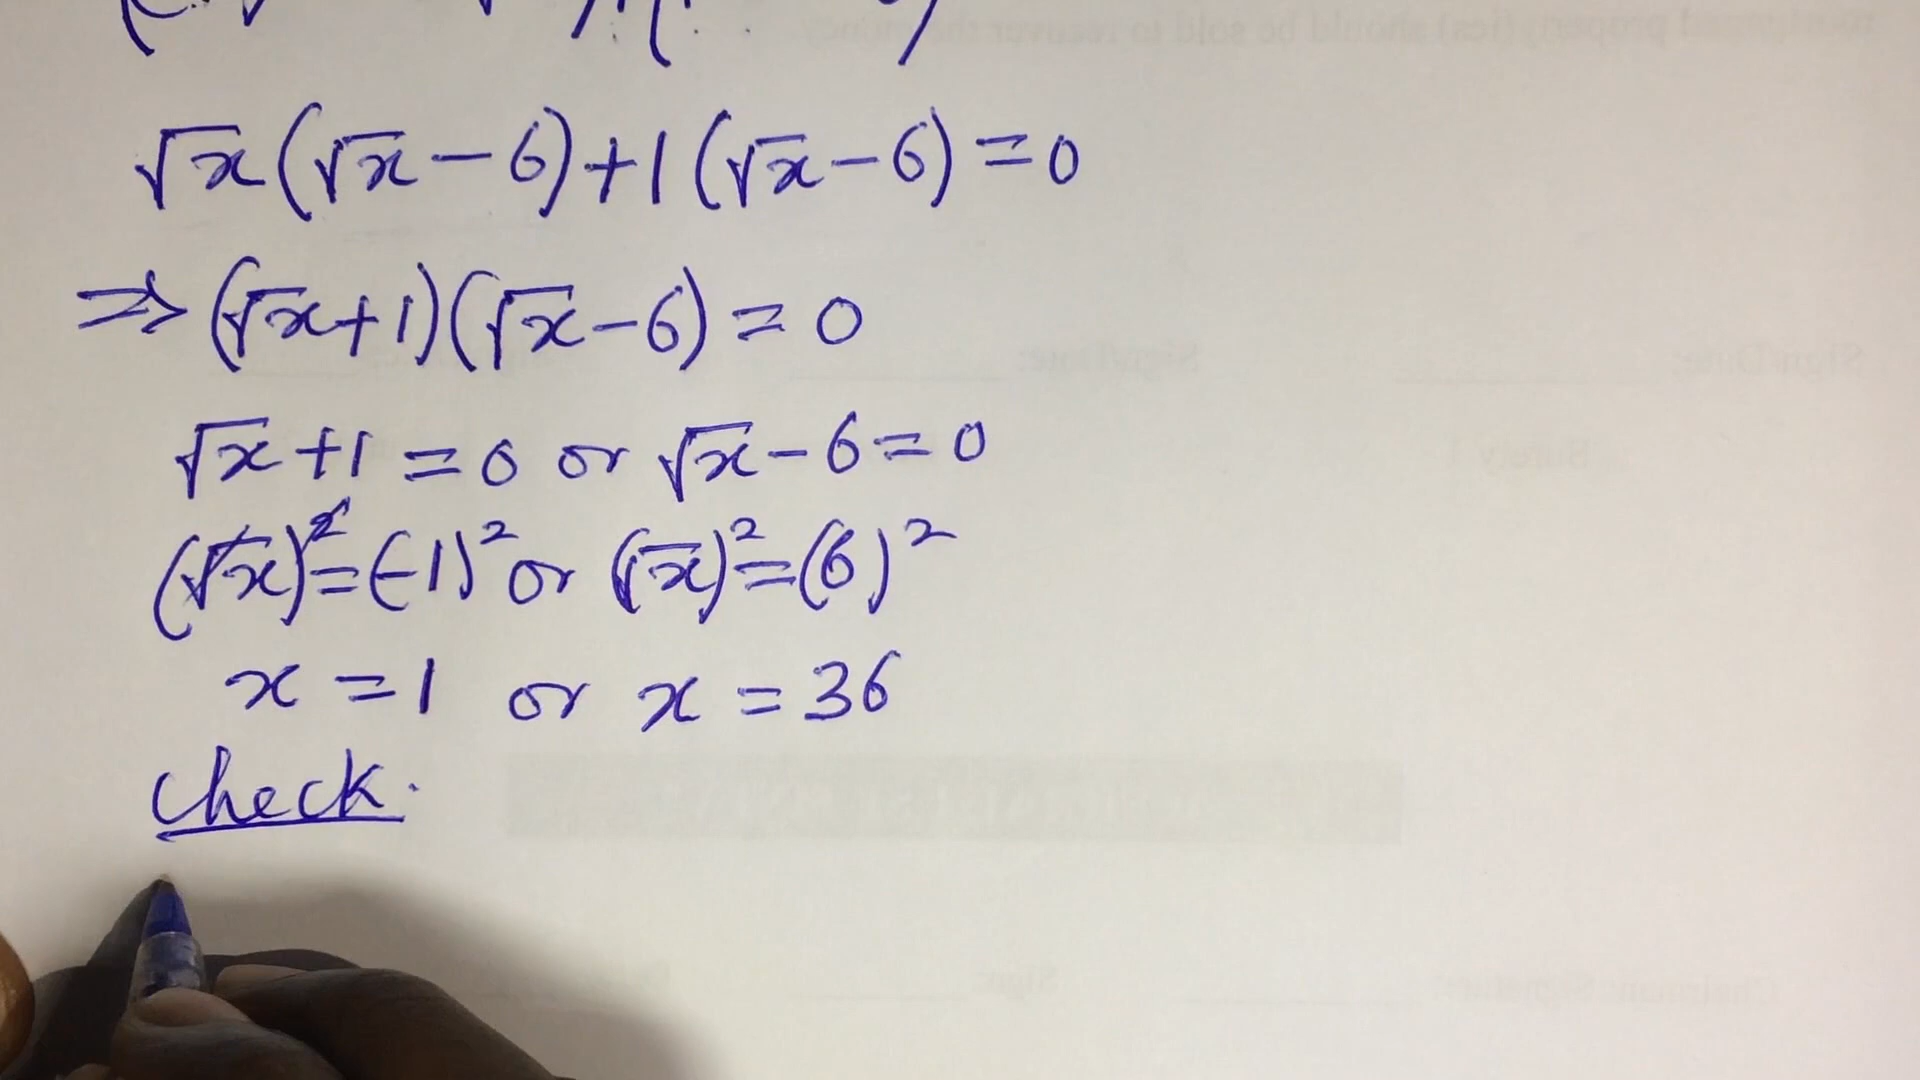 √x(√x-6)+1(√x-6)=0
⇒(√x+1)(√x-6)=0
√x+1=0 or √x-6=0
(√x)²=(-1)² or (√x)²=(6)²
x=1 or x=36
check.